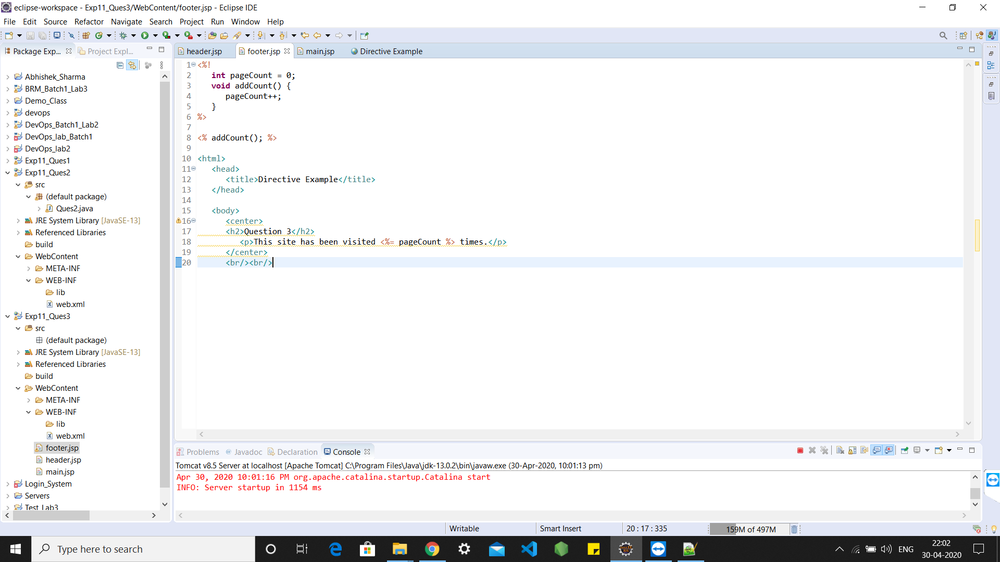 eclipse-workspace - Exp11_Ques3/WebContent/footer.jsp - Eclipse IDE
File Edit Source Refactor Navigate Search Project Run Window Help
Package Exp... Project Expl...
Abhishek_Sharma
BRM_Batch1_Lab3
Demo_Class
devops
DevOps_Batch1_Lab2
DevOps_lab_Batch1
DevOps_lab2
Exp11_Ques1
Exp11_Ques2
src
(default package)
Ques2.java
JRE System Library [JavaSE-13]
Referenced Libraries
build
WebContent
META-INF
WEB-INF
lib
web.xml
Exp11_Ques3
src
(default package)
JRE System Library [JavaSE-13]
Referenced Libraries
build
WebContent
META-INF
WEB-INF
lib
web.xml
footer.jsp
header.jsp
main.jsp
Login_System
Servers
Test_Lab3
header.jsp footer.jsp main.jsp Directive Example
1 <%!
2 int pageCount = 0;
3 void addCount() {
4 pageCount++;
5 }
6 %>
7
8 <% addCount(); %>
9
10 <html>
11 <head>
12 <title>Directive Example</title>
13 </head>
14
15 <body>
16 <center>
17 <h2>Question 3</h2>
18 <p>This site has been visited <%= pageCount %> times.</p>
19 </center>
20 <br/><br/>
Problems Javadoc Declaration Console
Tomcat v8.5 Server at localhost [Apache Tomcat] C:\Program Files\Java\jdk-13.0.2\bin\javaw.exe (30-Apr-2020, 10:01:13 pm)
Apr 30, 2020 10:01:16 PM org.apache.catalina.startup.Catalina start
INFO: Server startup in 1154 ms
Writable Smart Insert 20 : 17 : 335 159M of 497M
Type here to search
ENG
22:02
30-04-2020